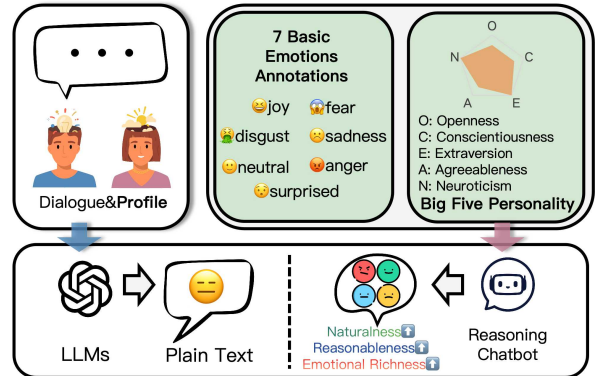 Dialogue&Profile
7 Basic
Emotions
Annotations
joy
fear
disgust
sadness
neutral
anger
surprised
O
N
C
A
E
O: Openness
C: Conscientiousness
E: Extraversion
A: Agreeableness
N: Neuroticism
Big Five Personality
LLMs
Plain Text
Naturalness
Reasonableness
Emotional Richness
Reasoning
Chatbot